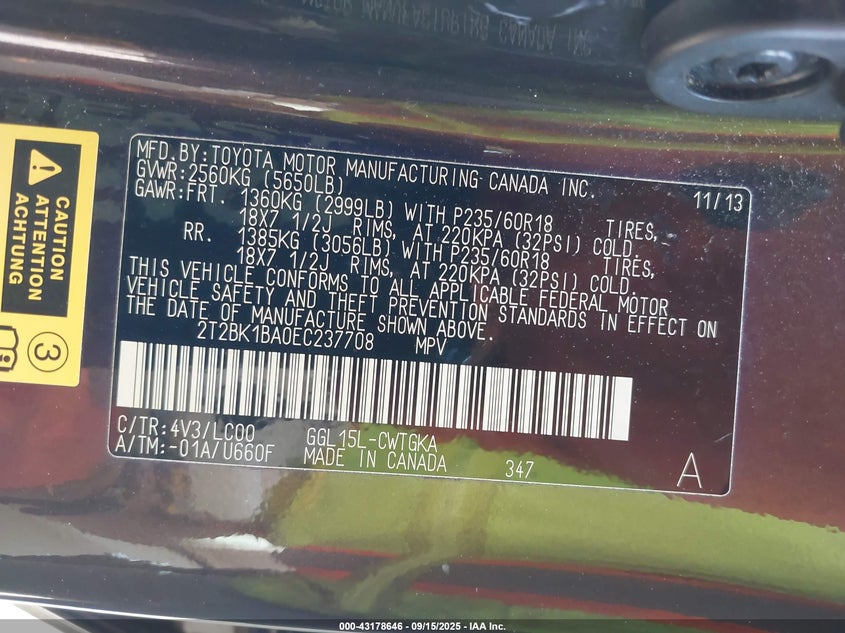 MFD.BY:TOYOTA MOTOR MANUFACTURING CANADA INC. 11/13
GVWR:2560KG (5650LB)
GAWR:FRT. 1360KG (2999LB) WITH P235/60R18 TIRES,
18X7 1/2J RIMS, AT 220KPA (32PSI) COLD.
RR. 1385KG (3056LB) WITH P235/60R18 TIRES,
18X7 1/2J RIMS, AT 220KPA (32PSI) COLD.
THIS VEHICLE CONFORMS TO ALL APPLICABLE FEDERAL MOTOR
VEHICLE SAFETY AND THEFT PREVENTION STANDARDS IN EFFECT ON
THE DATE OF MANUFACTURE SHOWN ABOVE.
2T2BK1BA0EC237708 MPV
C/TR:4V3/LC00 GGL15L-CWTGKA
A/TM:-01A/U660F MADE IN CANADA 347 A
CAUTION
ACHTUNG
3
000-43178646 - 09/15/2025 - IAA Inc.